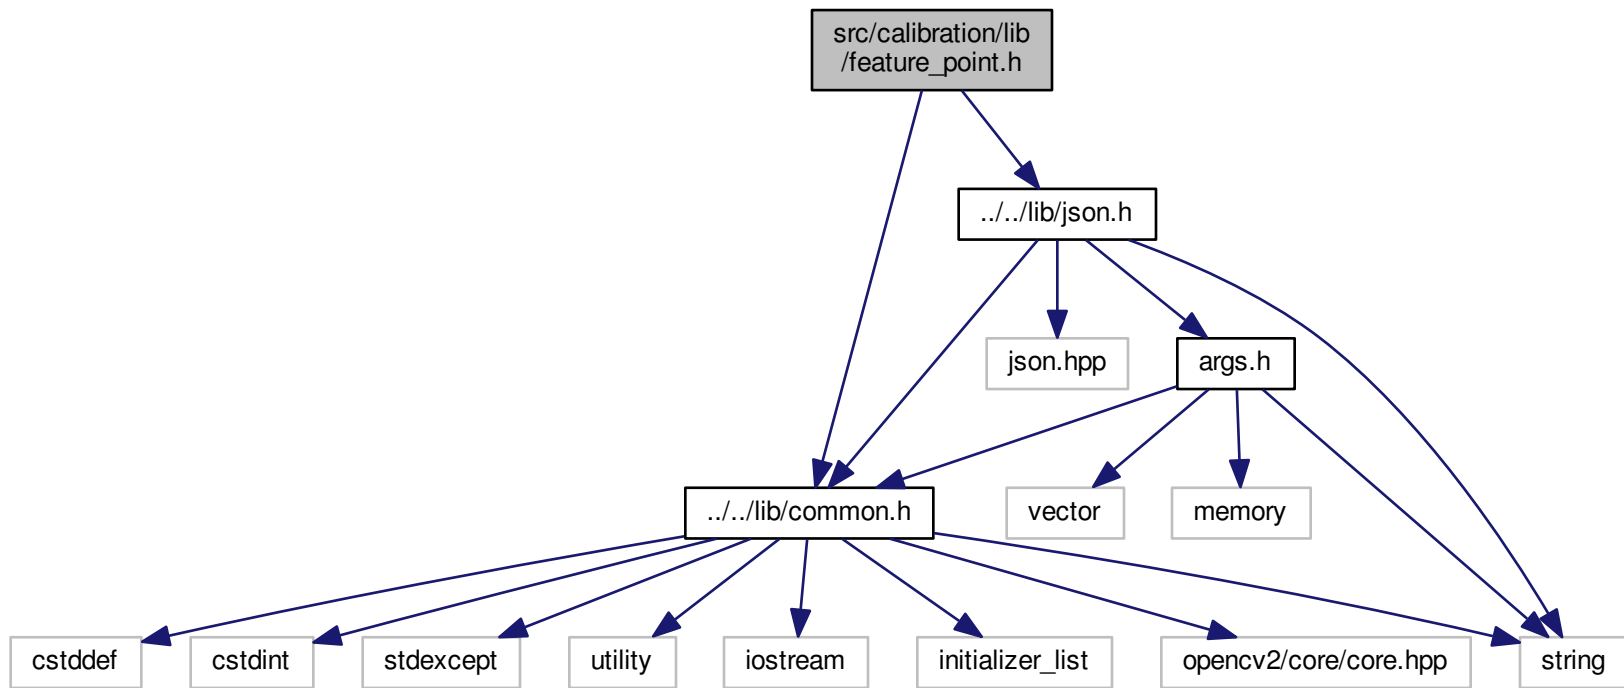 src/calibration/lib
/feature_point.h
../../lib/json.h
json.hpp
args.h
../../lib/common.h
vector
memory
cstddef
cstdint
stdexcept
utility
iostream
initializer_list
opencv2/core/core.hpp
string